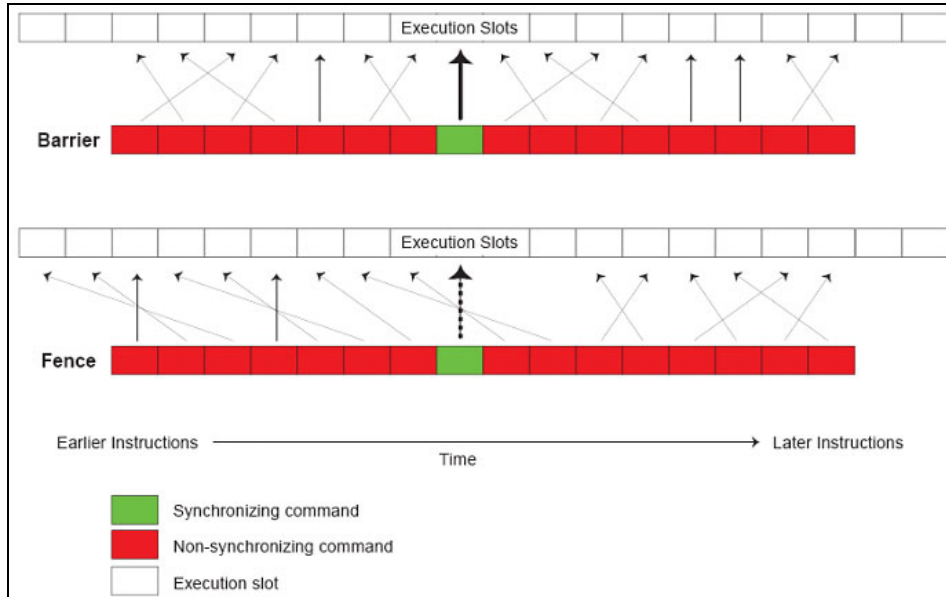 Execution Slots
Barrier
Execution Slots
Fence
Earlier Instructions
Later Instructions
Time
Synchronizing command
Non-synchronizing command
Execution slot